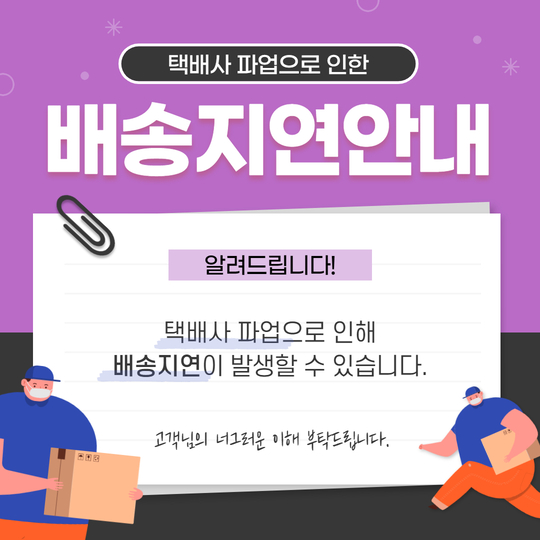 택배사 파업으로 인한
배송지연안내
알려드립니다!
택배사 파업으로 인해
배송지연이 발생할 수 있습니다.
고객님의 너그러운 이해 부탁드립니다.